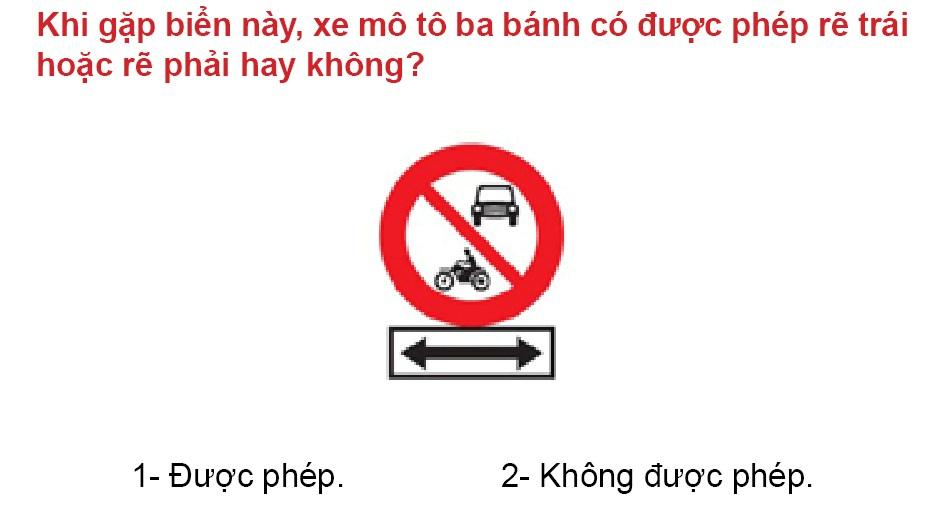 Khi gặp biển này, xe mô tô ba bánh có được phép rẽ trái
hoặc rẽ phải hay không?
1- Được phép. 2- Không được phép.